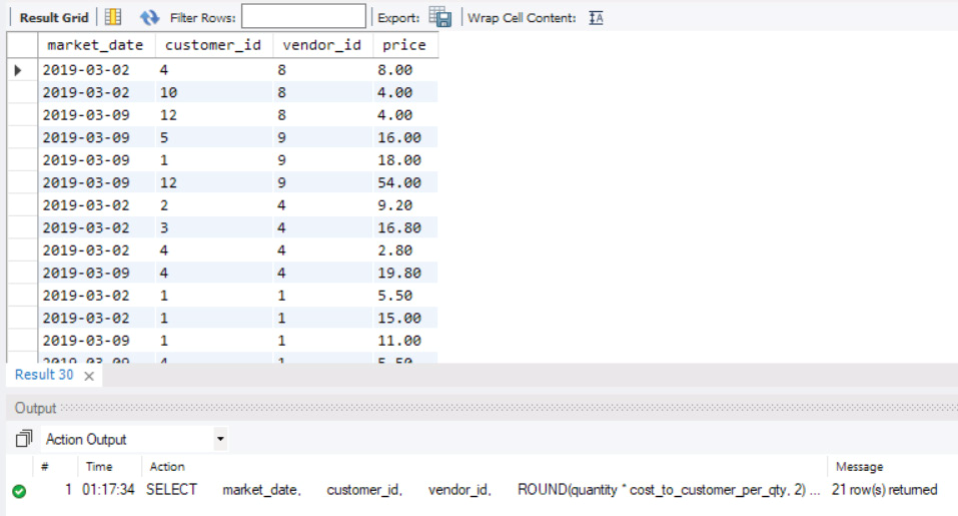 Result Grid Filter Rows: Export: Wrap Cell Content:
market_date customer_id vendor_id price
2019-03-02 4 8 8.00
2019-03-02 10 8 4.00
2019-03-09 12 8 4.00
2019-03-09 5 9 16.00
2019-03-09 1 9 18.00
2019-03-09 12 9 54.00
2019-03-02 2 4 9.20
2019-03-02 3 4 16.80
2019-03-02 4 4 2.80
2019-03-09 4 4 19.80
2019-03-02 1 1 5.50
2019-03-02 1 1 15.00
2019-03-09 1 1 11.00
2019-03-09 4 1 5.50
Result 30
Output
Action Output
# Time Action Message
1 01:17:34 SELECT market_date, customer_id, vendor_id, ROUND(quantity * cost_to_customer_per_qty, 2) ... 21 row(s) returned